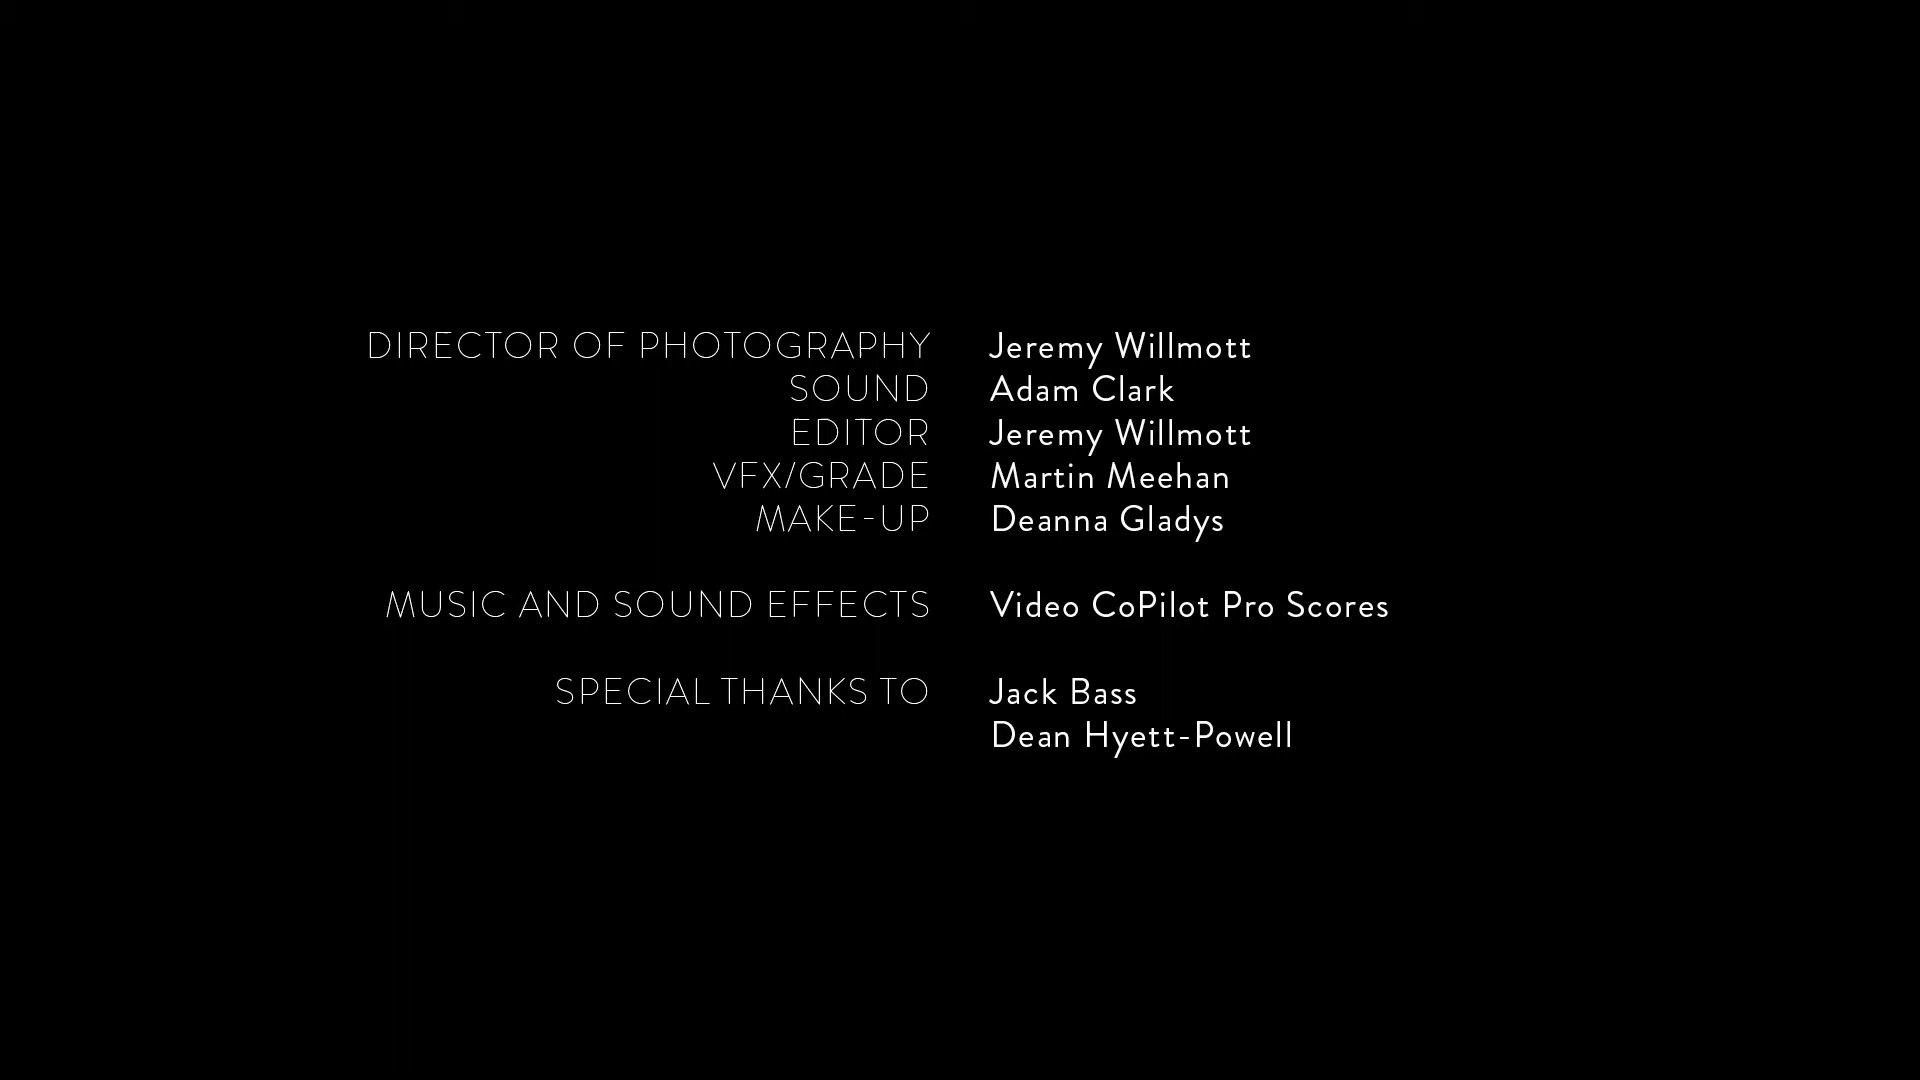 DIRECTOR OF PHOTOGRAPHY Jeremy Willmott
SOUND Adam Clark
EDITOR Jeremy Willmott
VFX/GRADE Martin Meehan
MAKE-UP Deanna Gladys
MUSIC AND SOUND EFFECTS Video CoPilot Pro Scores
SPECIAL THANKS TO Jack Bass
Dean Hyett-Powell